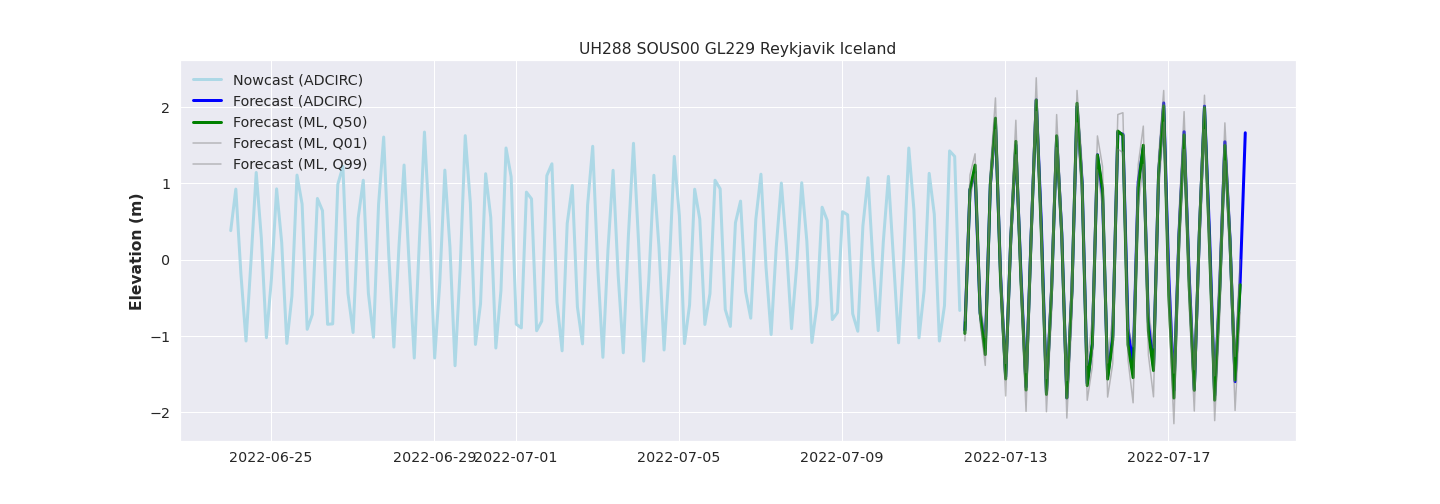 UH288 SOUS00 GL229 Reykjavik Iceland
Nowcast (ADCIRC)
Forecast (ADCIRC)
Forecast (ML, Q50)
Forecast (ML, Q01)
Forecast (ML, Q99)
Elevation (m)
2
1
0
−1
−2
2022-06-25
2022-06-29
2022-07-01
2022-07-05
2022-07-09
2022-07-13
2022-07-17